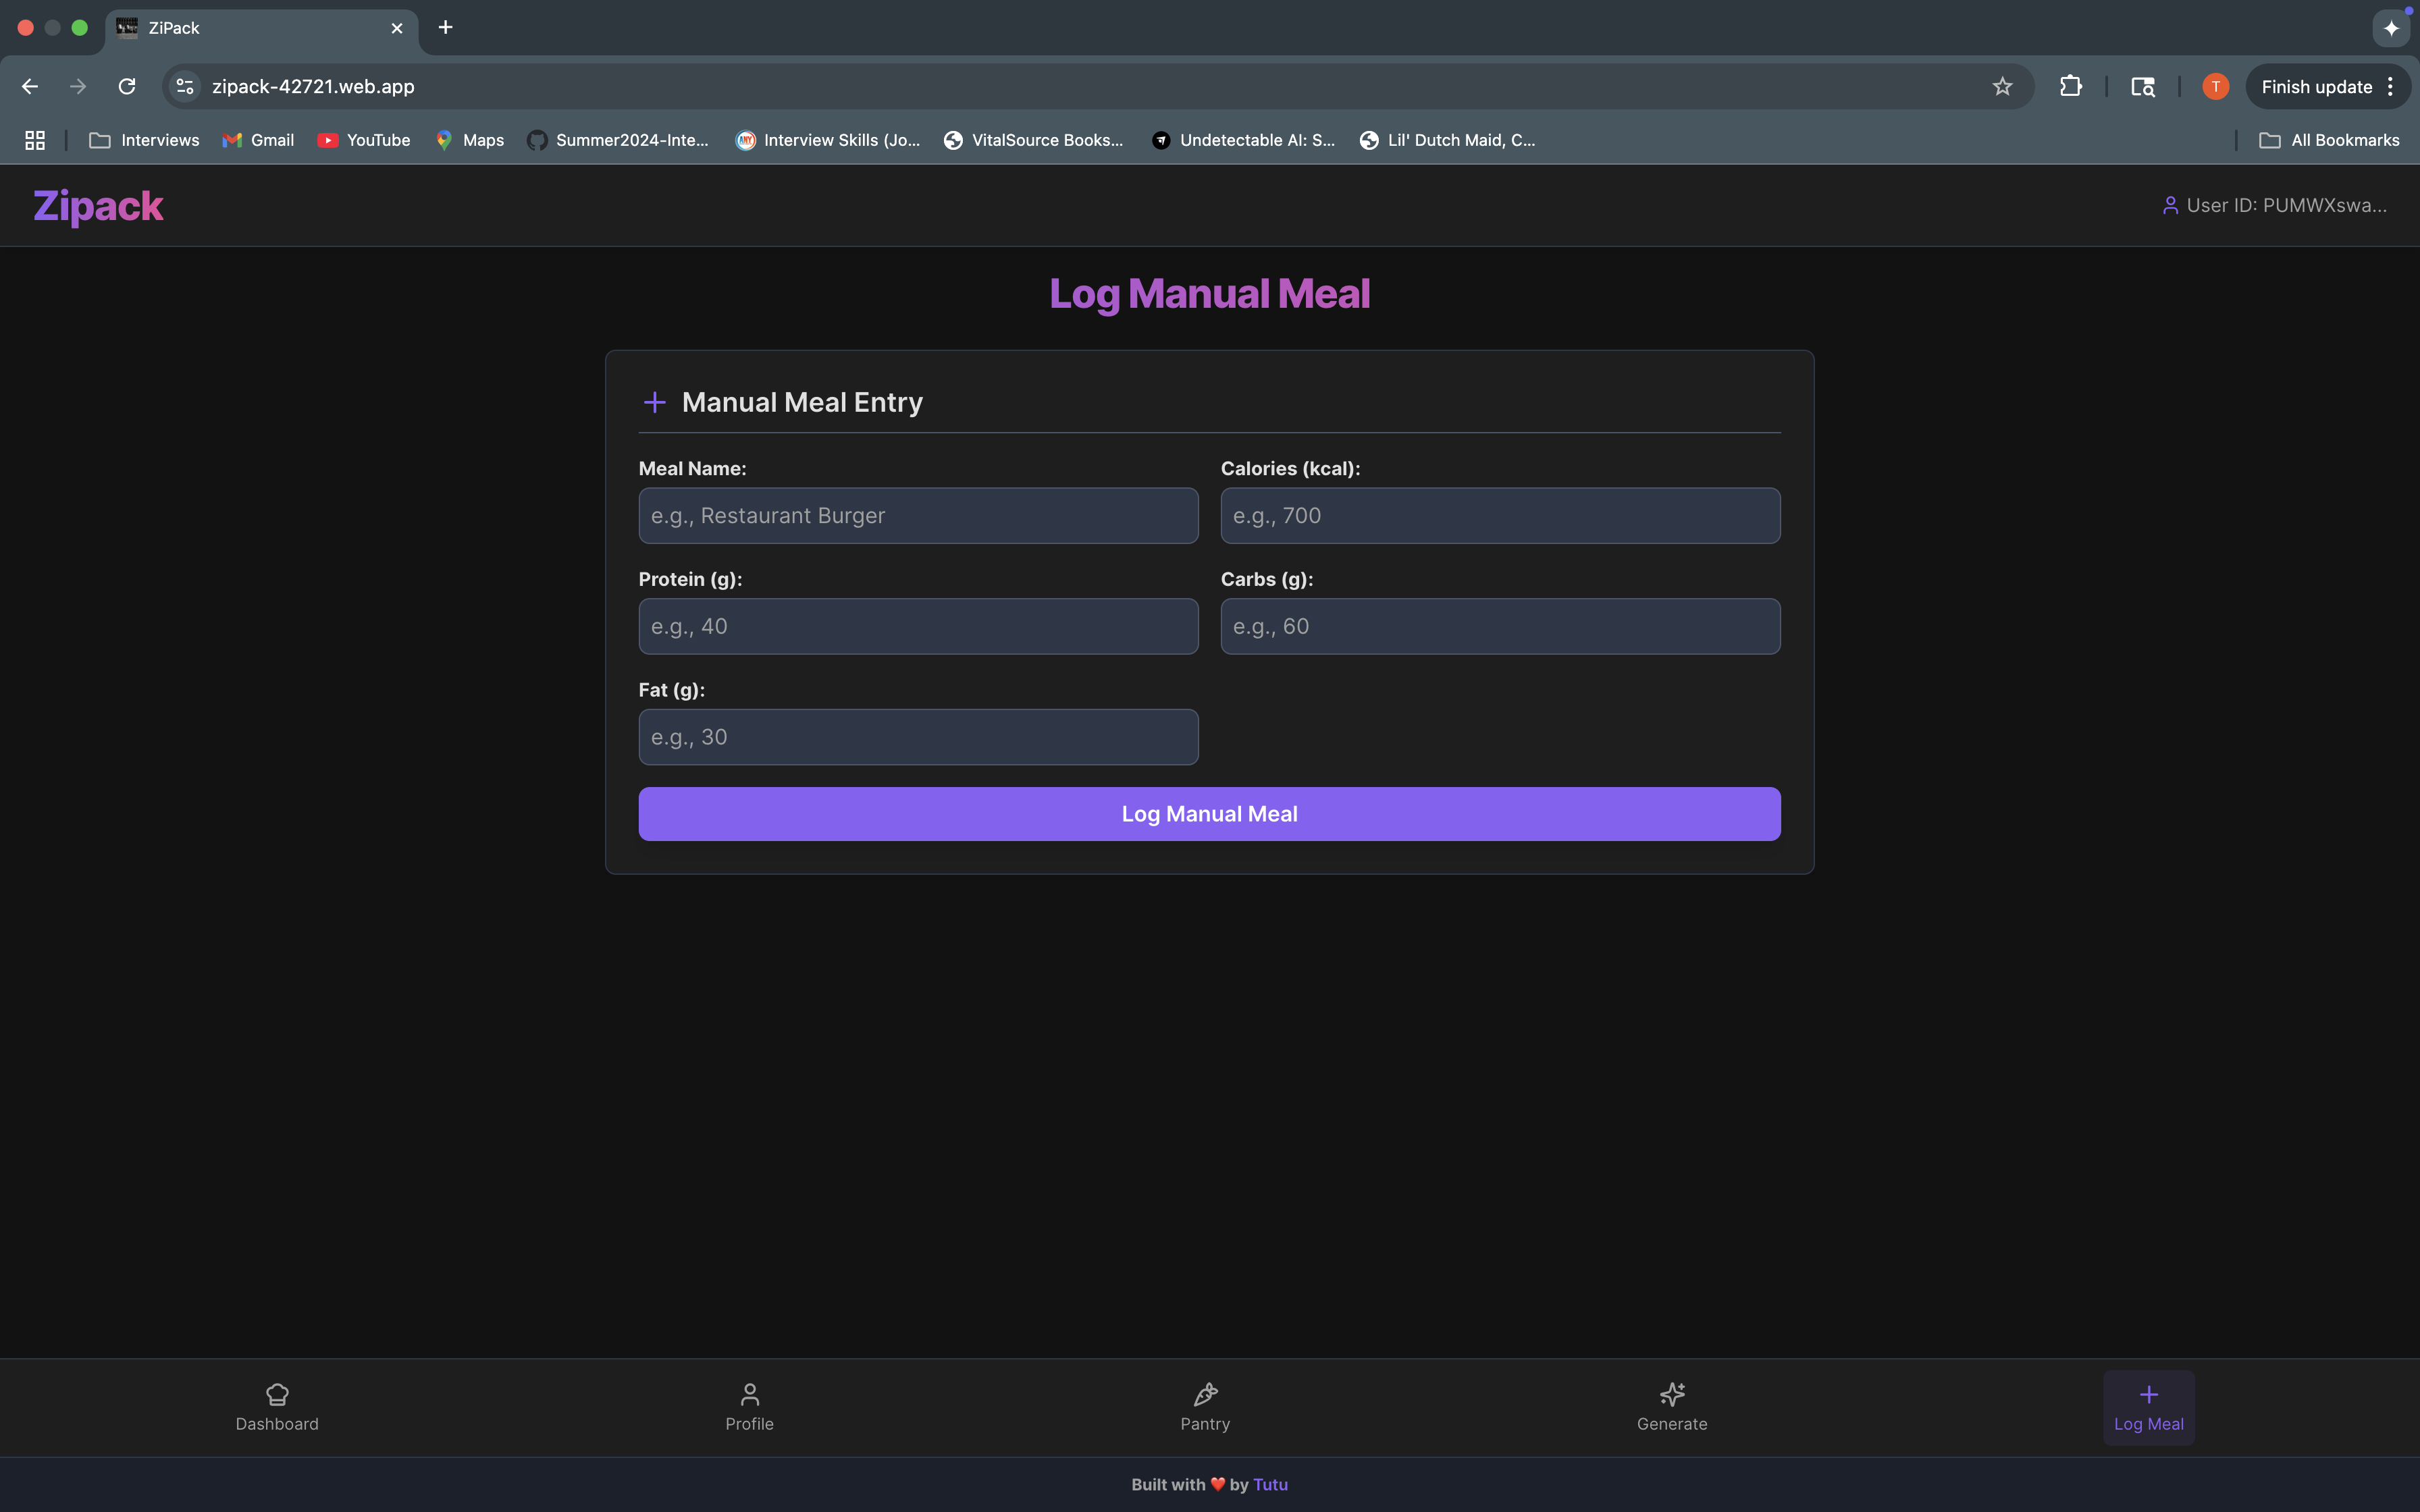 ZiPack
zipack-42721.web.app
T
Finish update
Interviews
Gmail
YouTube
Maps
Summer2024-Inte...
Interview Skills (Jo...
VitalSource Books...
Undetectable AI: S...
Lil' Dutch Maid, C...
All Bookmarks
Zipack
User ID: PUMWXswa...
Log Manual Meal
Manual Meal Entry
Meal Name:
Calories (kcal):
e.g., Restaurant Burger
e.g., 700
Protein (g):
Carbs (g):
e.g., 40
e.g., 60
Fat (g):
e.g., 30
Log Manual Meal
Dashboard
Profile
Pantry
Generate
Log Meal
Built with ❤️ by Tutu